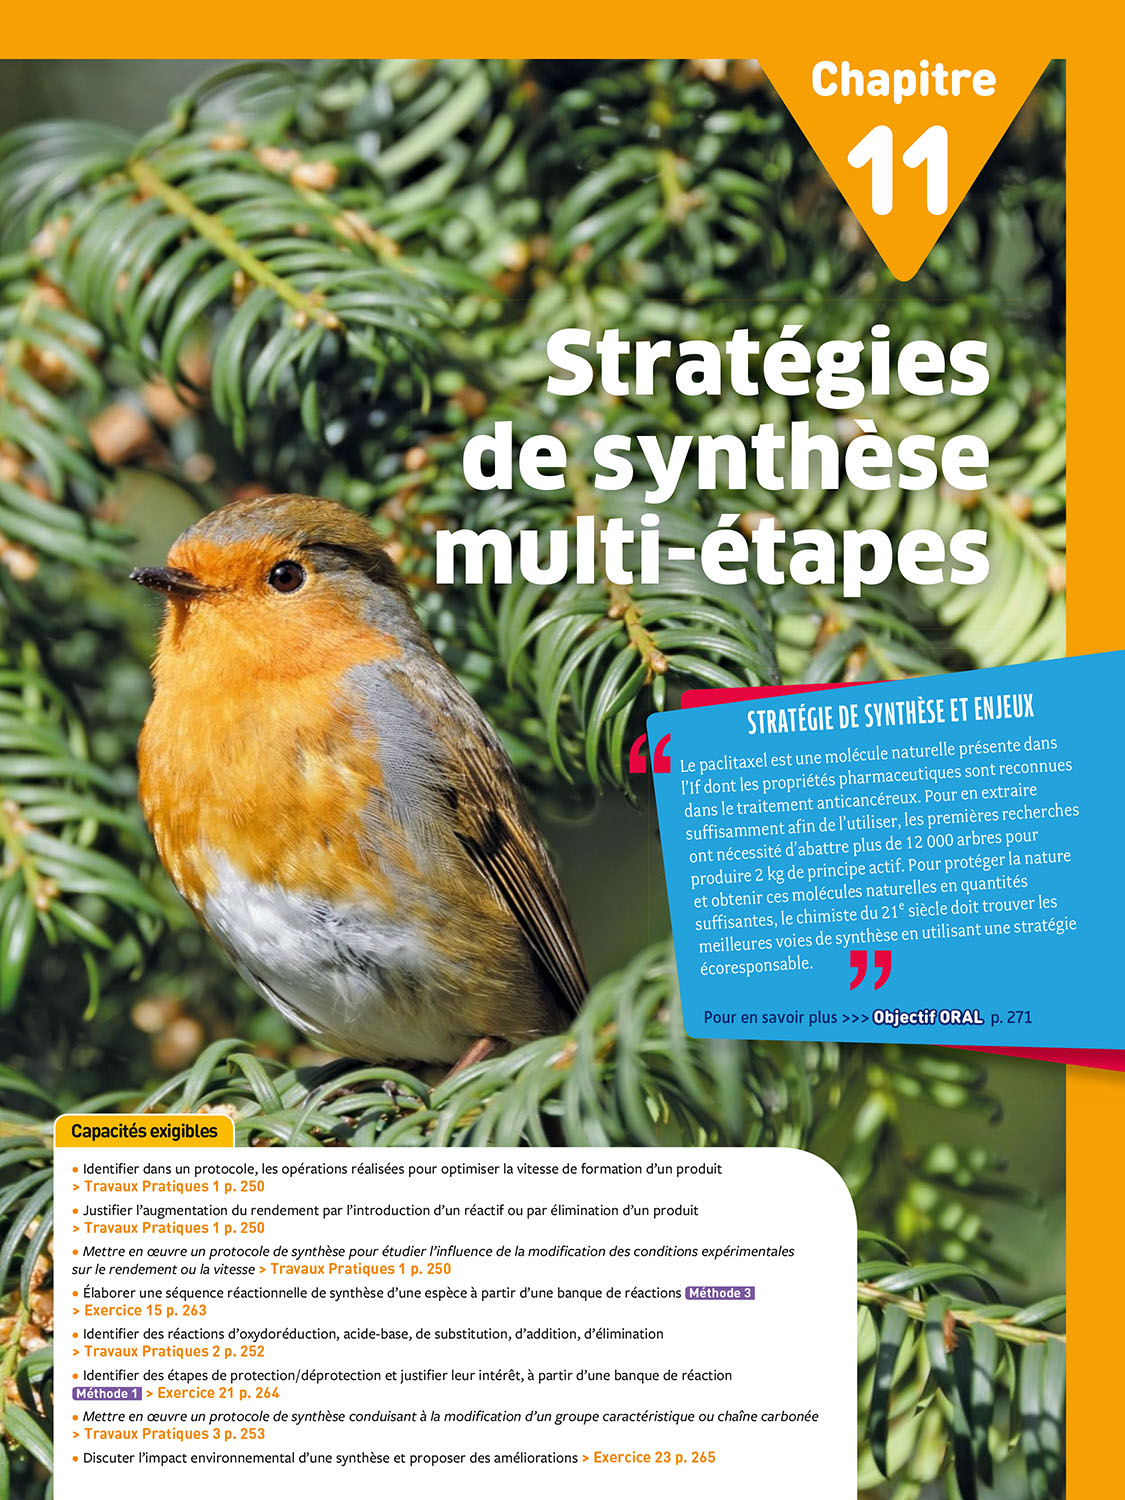 Chapitre
11
Stratégies
de synthèse
multi-étapes
STRATÉGIE DE SYNTHÈSE ET ENJEUX
“ Le paclitaxel est une molécule naturelle présente dans
l’If dont les propriétés pharmaceutiques sont reconnues
dans le traitement anticancéreux. Pour en extraire
suffisamment afin de l’utiliser, les premières recherches
ont nécessité d’abattre plus de 12 000 arbres pour
produire 2 kg de principe actif. Pour protéger la nature
et obtenir ces molécules naturelles en quantités
suffisantes, le chimiste du 21e siècle doit trouver les
meilleures voies de synthèse en utilisant une stratégie
écoresponsable. ”
Pour en savoir plus >>> Objectif ORAL p. 271
Capacités exigibles
• Identifier dans un protocole, les opérations réalisées pour optimiser la vitesse de formation d’un produit
> Travaux Pratiques 1 p. 250
• Justifier l’augmentation du rendement par l’introduction d’un réactif ou par élimination d’un produit
> Travaux Pratiques 1 p. 250
• Mettre en œuvre un protocole de synthèse pour étudier l’influence de la modification des conditions expérimentales
sur le rendement ou la vitesse > Travaux Pratiques 1 p. 250
• Élaborer une séquence réactionnelle de synthèse d’une espèce à partir d’une banque de réactions Méthode 3
> Exercice 15 p. 263
• Identifier des réactions d’oxydoréduction, acide-base, de substitution, d’addition, d’élimination
> Travaux Pratiques 2 p. 252
• Identifier des étapes de protection/déprotection et justifier leur intérêt, à partir d’une banque de réaction
Méthode 1 > Exercice 21 p. 264
• Mettre en œuvre un protocole de synthèse conduisant à la modification d’un groupe caractéristique ou chaîne carbonée
> Travaux Pratiques 3 p. 253
• Discuter l’impact environnemental d’une synthèse et proposer des améliorations > Exercice 23 p. 265